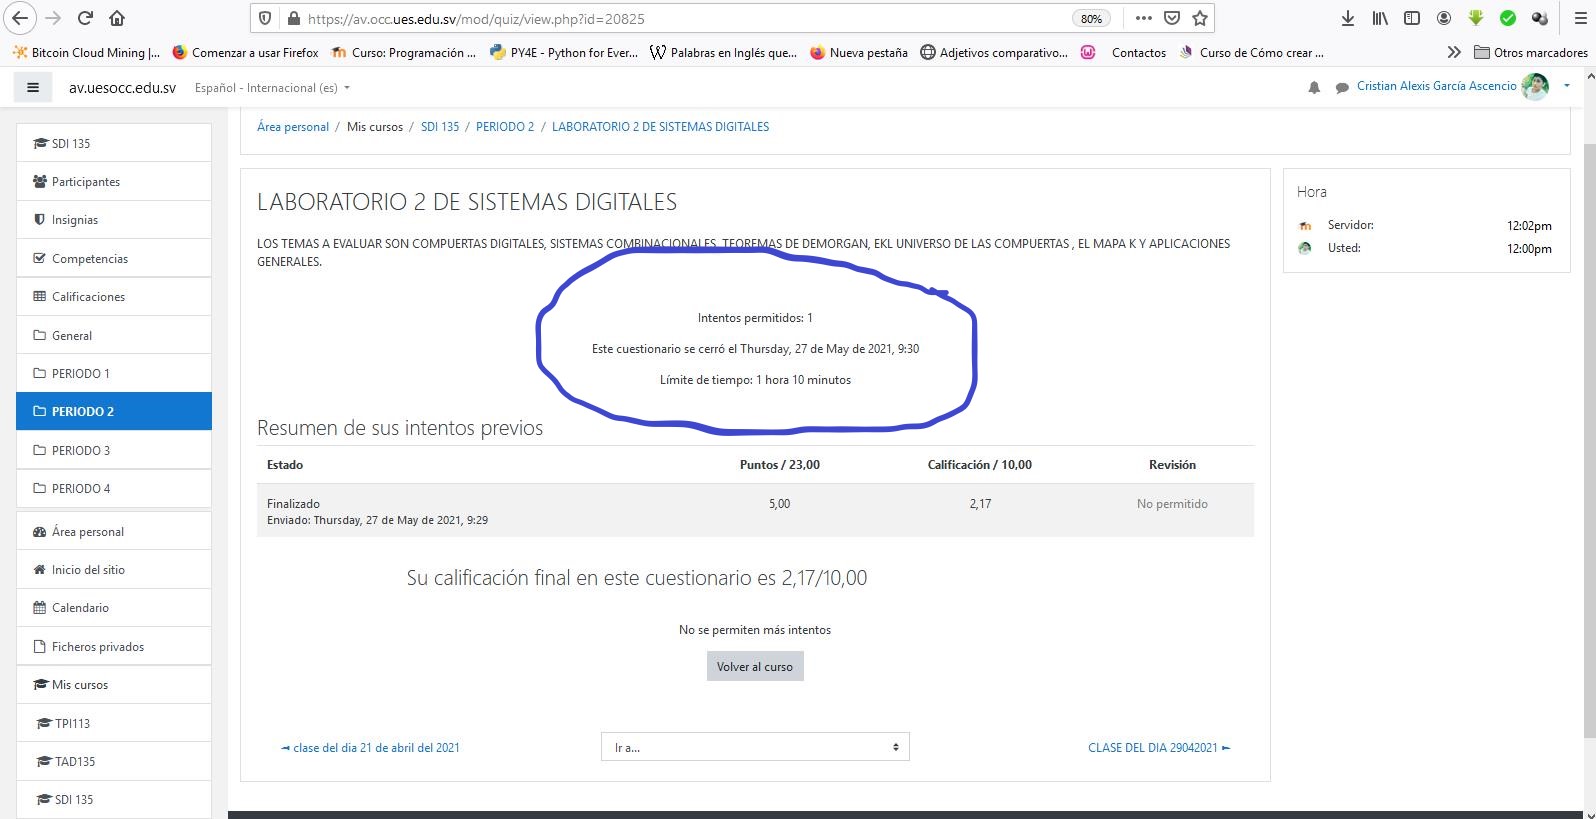 https://av.occ.ues.edu.sv/mod/quiz/view.php?id=20825
80%
Bitcoin Cloud Mining |...
Comenzar a usar Firefox
Curso: Programación ...
PY4E - Python for Ever...
Palabras en Inglés que...
Nueva pestaña
Adjetivos comparativo...
Contactos
Curso de Cómo crear ...
Otros marcadores
av.uesocc.edu.sv
Español - Internacional (es)
Cristian Alexis García Ascencio
SDI 135
Participantes
Insignias
Competencias
Calificaciones
General
PERIODO 1
PERIODO 2
PERIODO 3
PERIODO 4
Área personal
Inicio del sitio
Calendario
Ficheros privados
Mis cursos
TPI113
TAD135
SDI 135
Área personal / Mis cursos / SDI 135 / PERIODO 2 / LABORATORIO 2 DE SISTEMAS DIGITALES
LABORATORIO 2 DE SISTEMAS DIGITALES
LOS TEMAS A EVALUAR SON COMPUERTAS DIGITALES, SISTEMAS COMBINACIONALES, TEOREMAS DE DEMORGAN, EKL UNIVERSO DE LAS COMPUERTAS , EL MAPA K Y APLICACIONES
GENERALES.
Intentos permitidos: 1
Este cuestionario se cerró el Thursday, 27 de May de 2021, 9:30
Límite de tiempo: 1 hora 10 minutos
Resumen de sus intentos previos
Estado Puntos / 23,00 Calificación / 10,00 Revisión
Finalizado 5,00 2,17 No permitido
Enviado: Thursday, 27 de May de 2021, 9:29
Su calificación final en este cuestionario es 2,17/10,00
No se permiten más intentos
Volver al curso
◄ clase del dia 21 de abril del 2021
Ir a...
CLASE DEL DIA 29042021 ►
Hora
Servidor: 12:02pm
Usted: 12:00pm